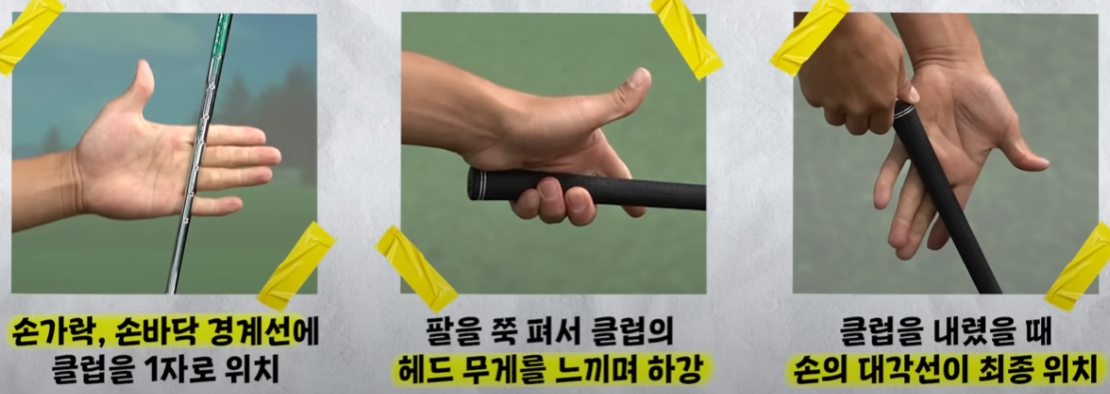 손가락, 손바닥 경계선에
클럽을 1자로 위치
팔을 쭉 펴서 클럽의
헤드 무게를 느끼며 하강
클럽을 내렸을 때
손의 대각선이 최종 위치